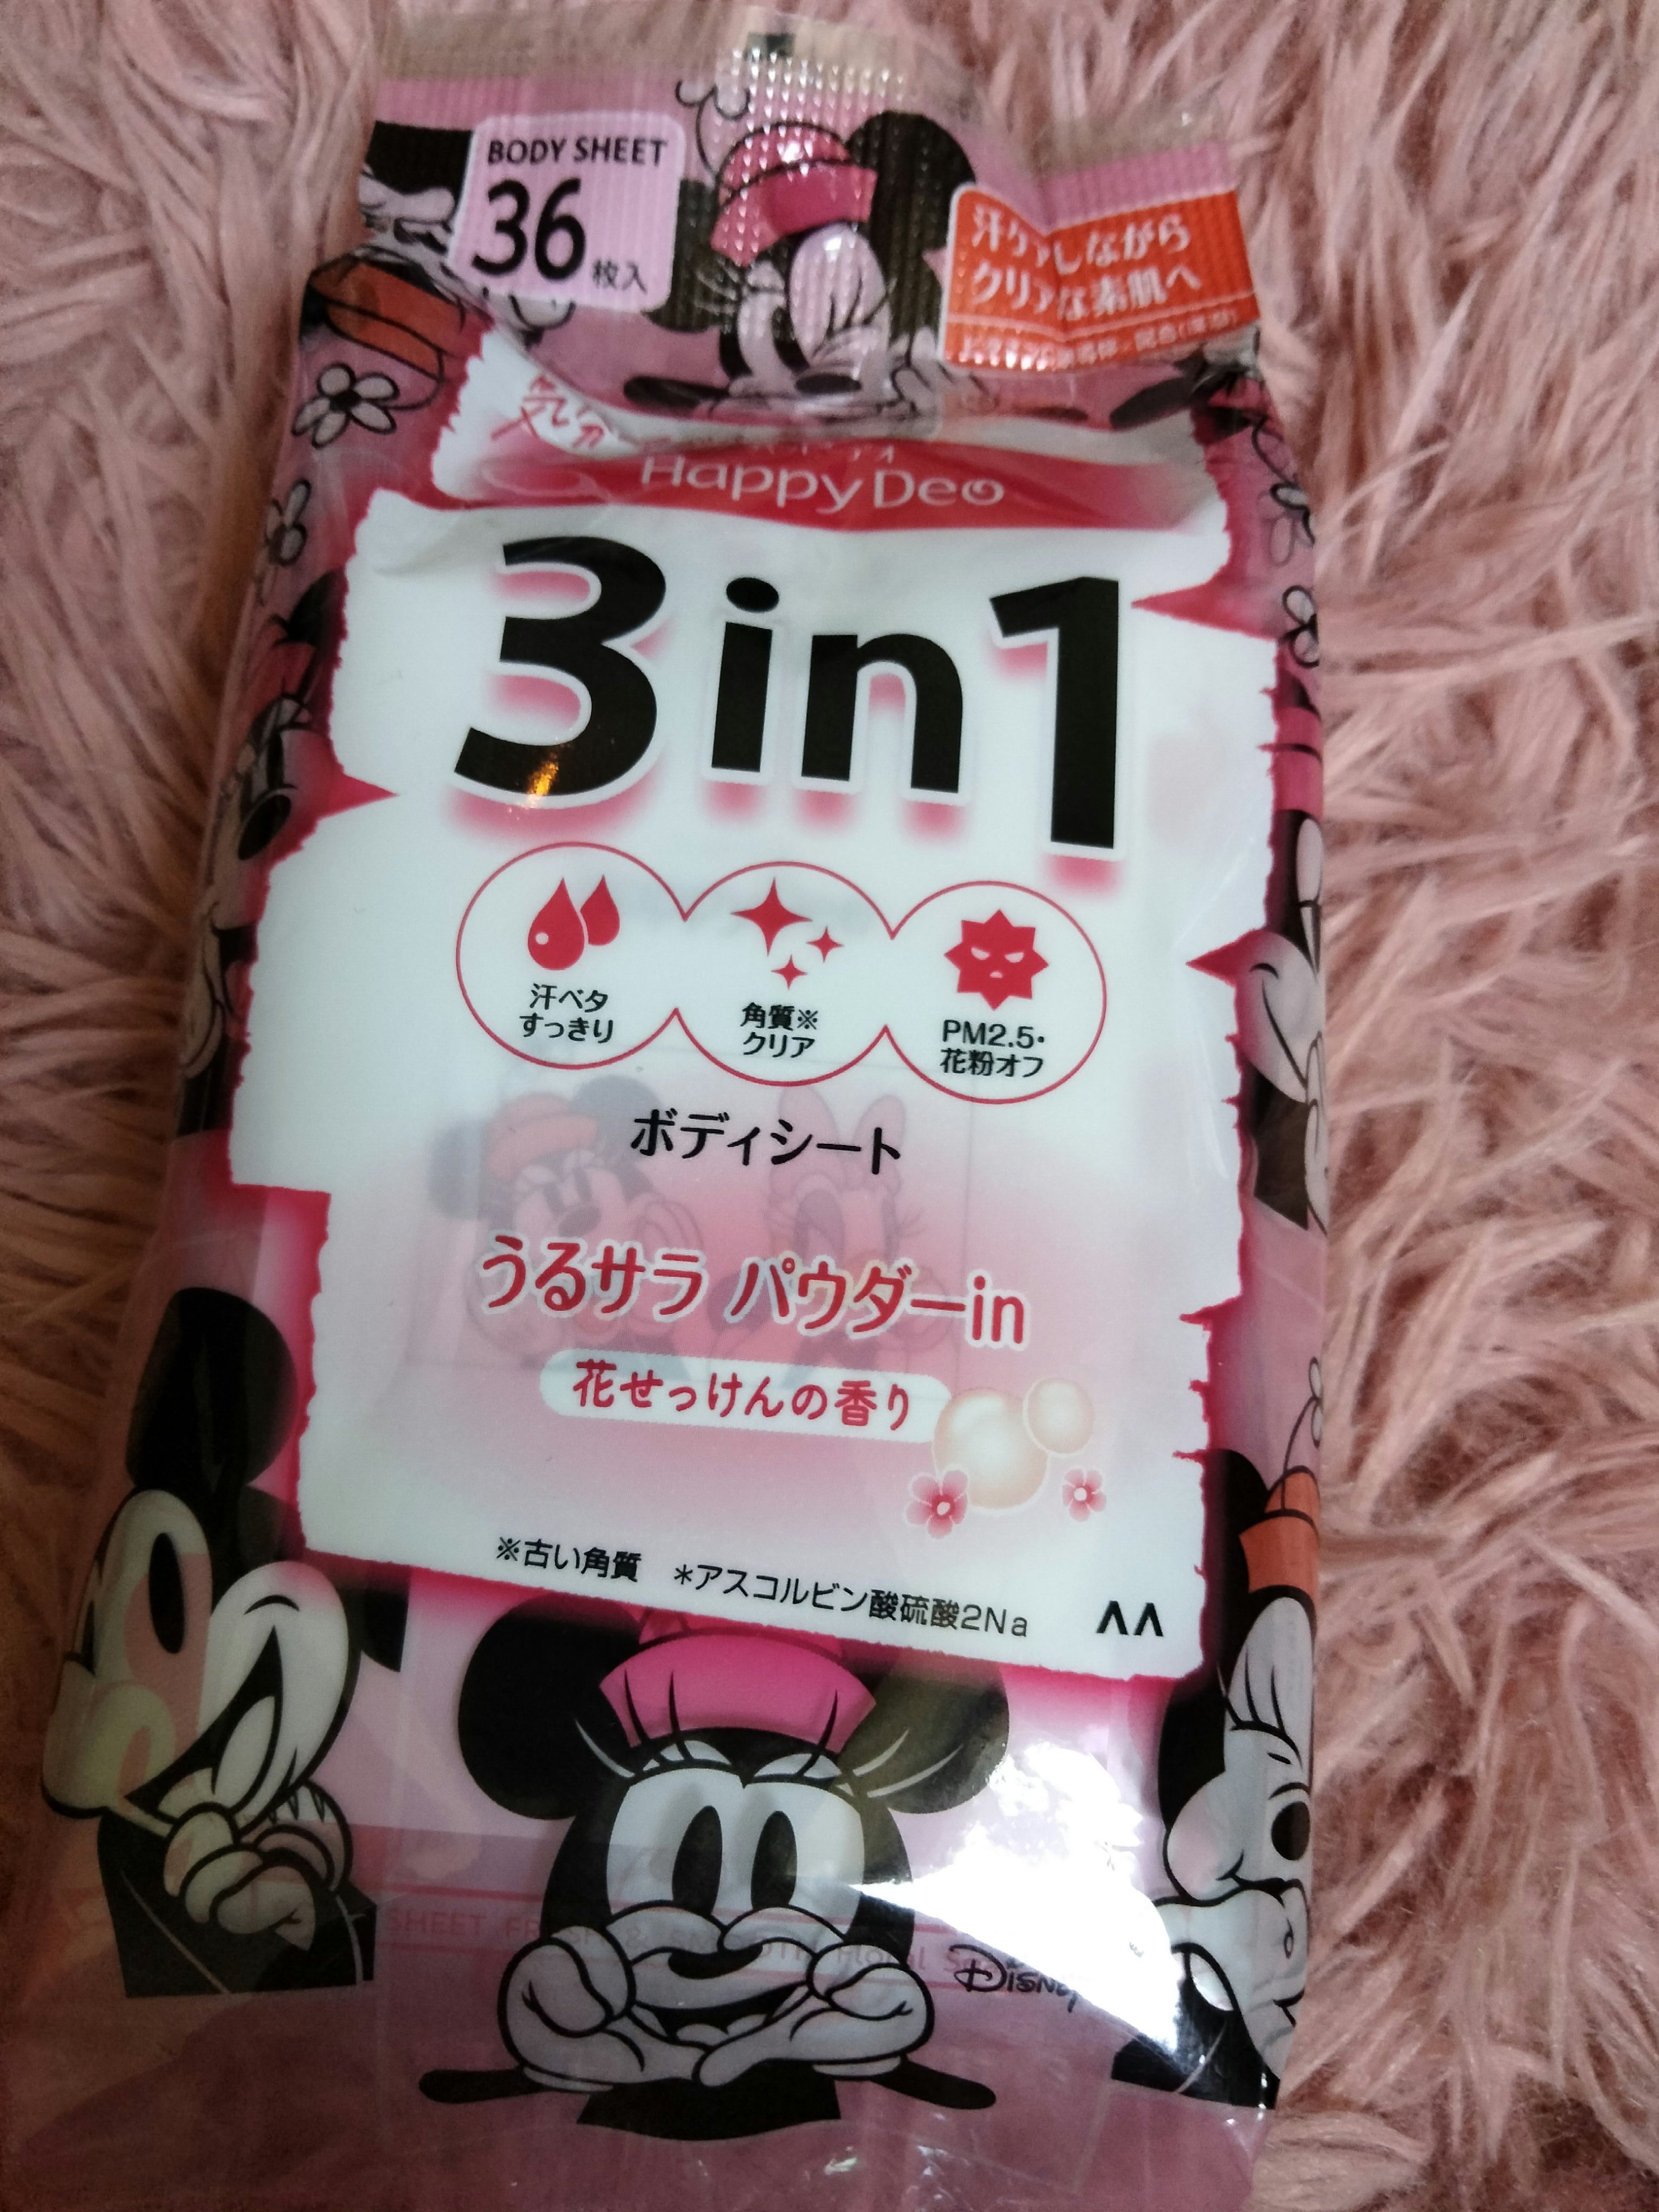 BODY SHEET
36枚入
汗ケアしながら
クリアな素肌へ
HappyDeo
3in1
汗ベタ
すっきり
角質※
クリア
PM2.5・
花粉オフ
ボディシート
うるサラ パウダーin
花せっけんの香り
※古い角質 *アスコルビン酸硫酸2Na
SHEET
Disney